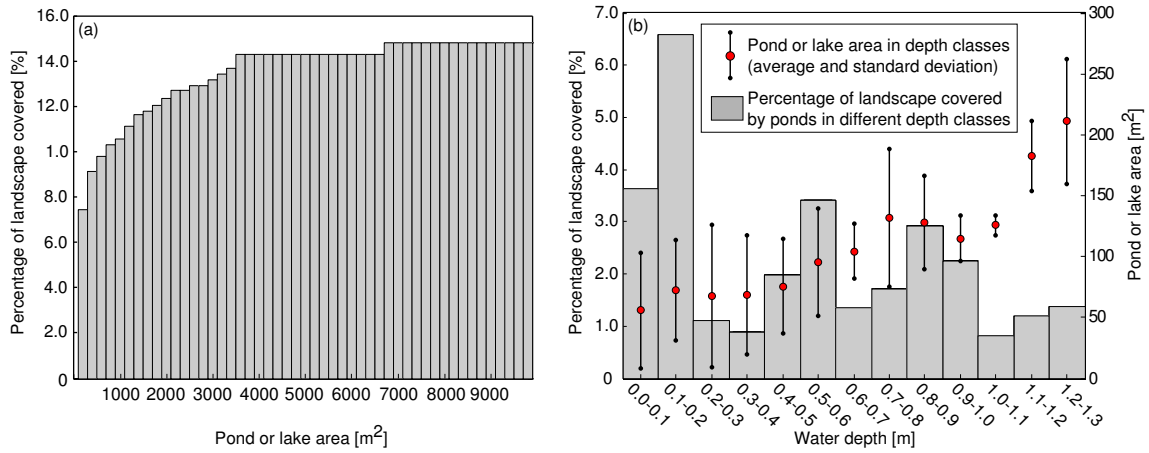 (a)
Percentage of landscape covered [%]
16.0
14.0
12.0
1.0
8.0
6.0
4.0
2.0
0
1000 2000 3000 4000 5000 6000 7000 8000 9000
Pond or lake area [m²]
(b)
Percentage of landscape covered [%]
7.0
6.0
5.0
4.0
3.0
2.0
1.0
0
Pond or lake area in depth classes
(average and standard deviation)
Percentage of landscape covered
by ponds in different depth classes
300
250
200
150
100
50
0
Pond or lake area [m²]
0.0-0.1 0.1-0.2 0.2-0.3 0.3-0.4 0.4-0.5 0.5-0.6 0.6-0.7 0.7-0.8 0.8-0.9 0.9-1.0 1.0-1.1 1.1-1.2 1.2-1.3
Water depth [m]